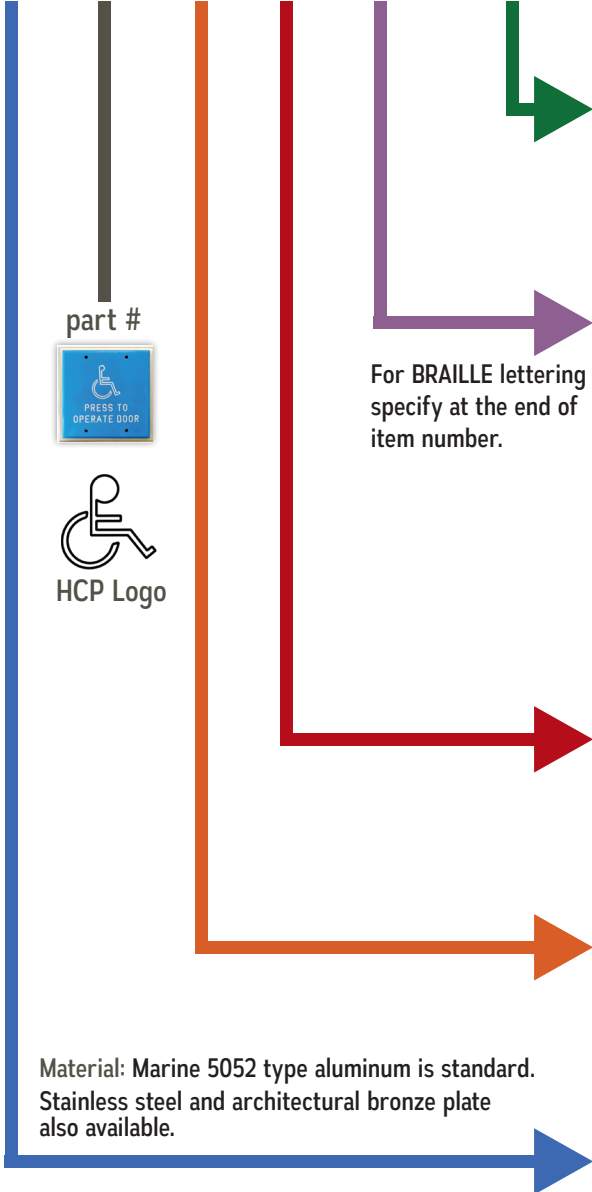 part #
PRESS TO
OPERATE DOOR
For BRAILLE lettering
specify at the end of
item number.
HCP Logo
Material: Marine 5052 type aluminum is standard.
Stainless steel and architectural bronze plate
also available.